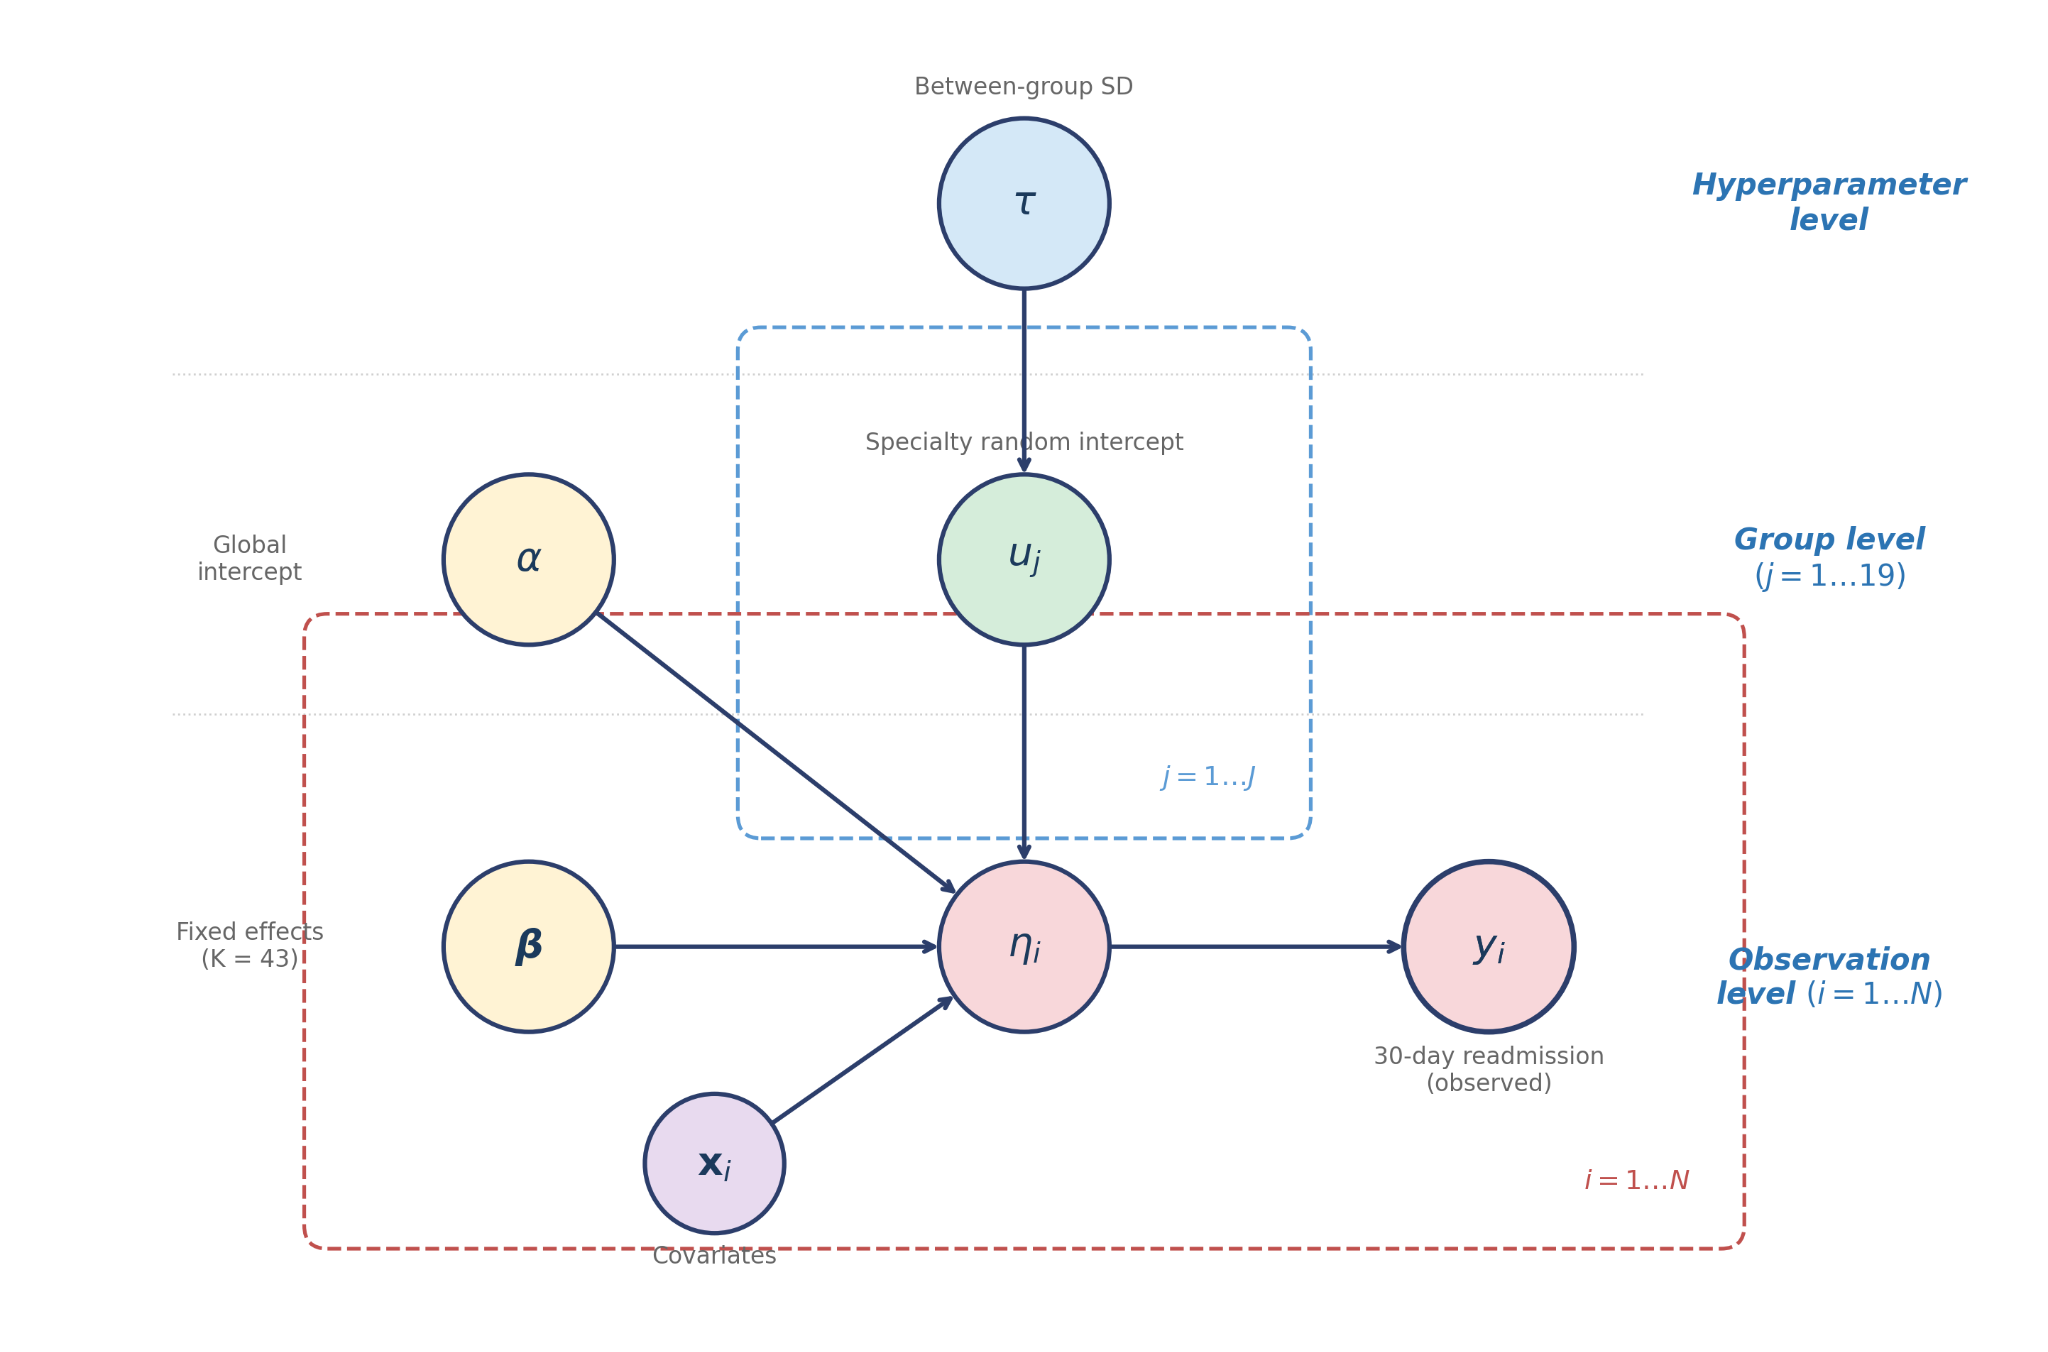 Between-group SD
τ
Hyperparameter
level
Specialty random intercept
Global
intercept
α
u_j
Group level
(j = 1…19)
j = 1…J
Fixed effects
(K = 43)
β
η_i
y_i
Observation
level (i = 1…N)
30-day readmission
(observed)
x_i
i = 1…N
Covariates